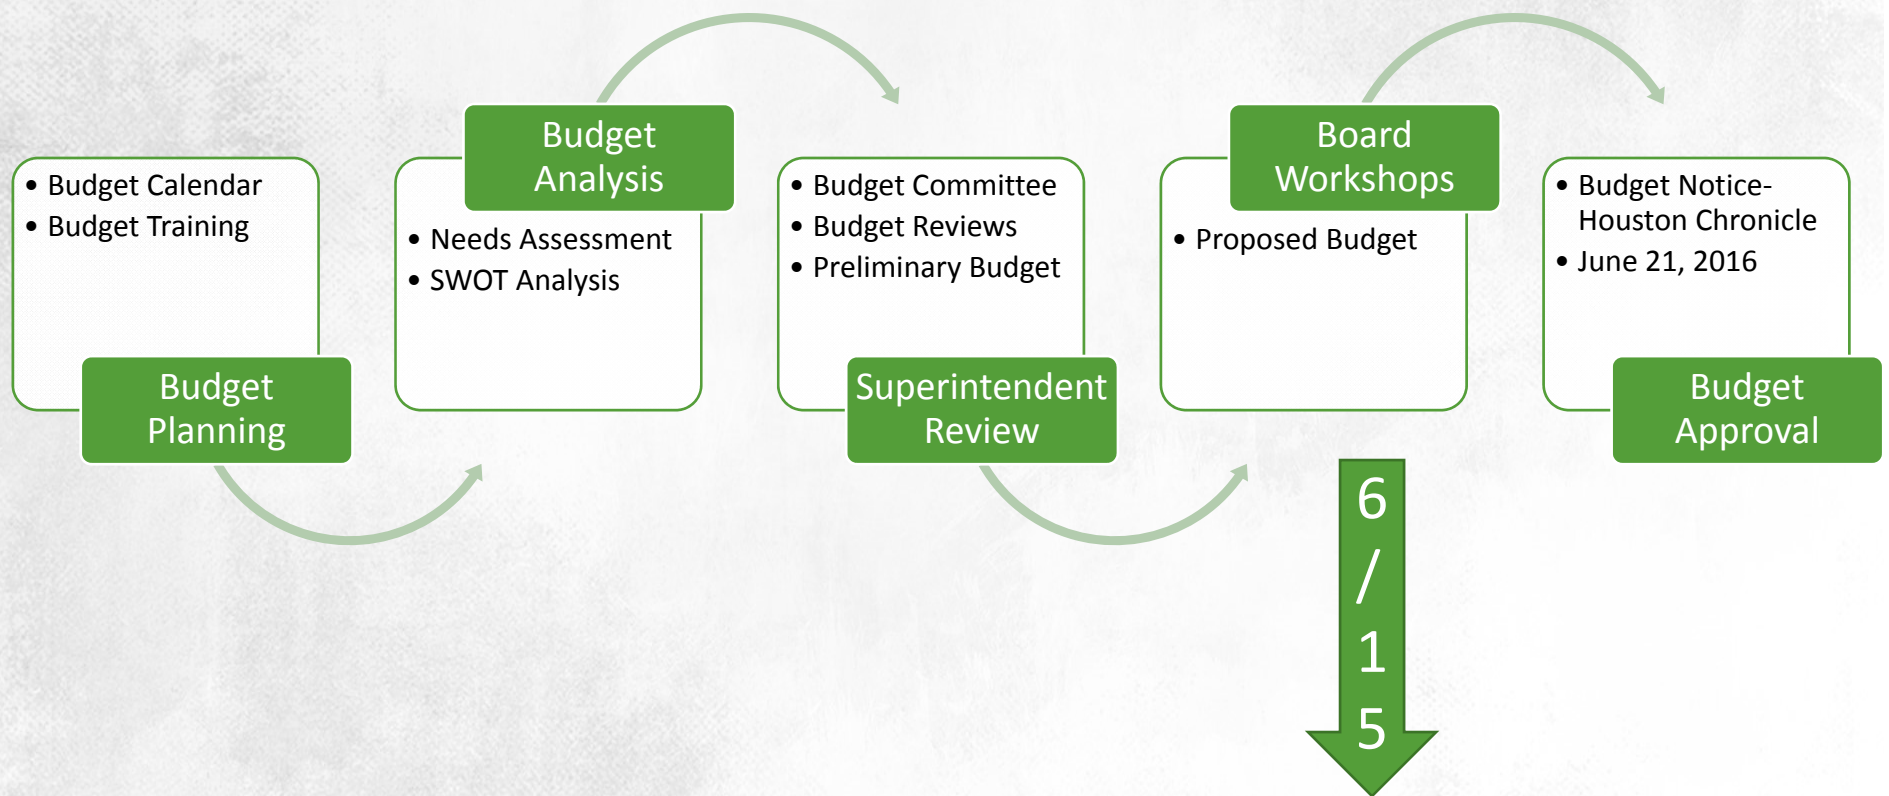 • Budget Calendar
• Budget Training
Budget
Planning
Budget
Analysis
• Needs Assessment
• SWOT Analysis
• Budget Committee
• Budget Reviews
• Preliminary Budget
Superintendent
Review
Board
Workshops
• Proposed Budget
6
/
1
5
• Budget Notice-
Houston Chronicle
• June 21, 2016
Budget
Approval